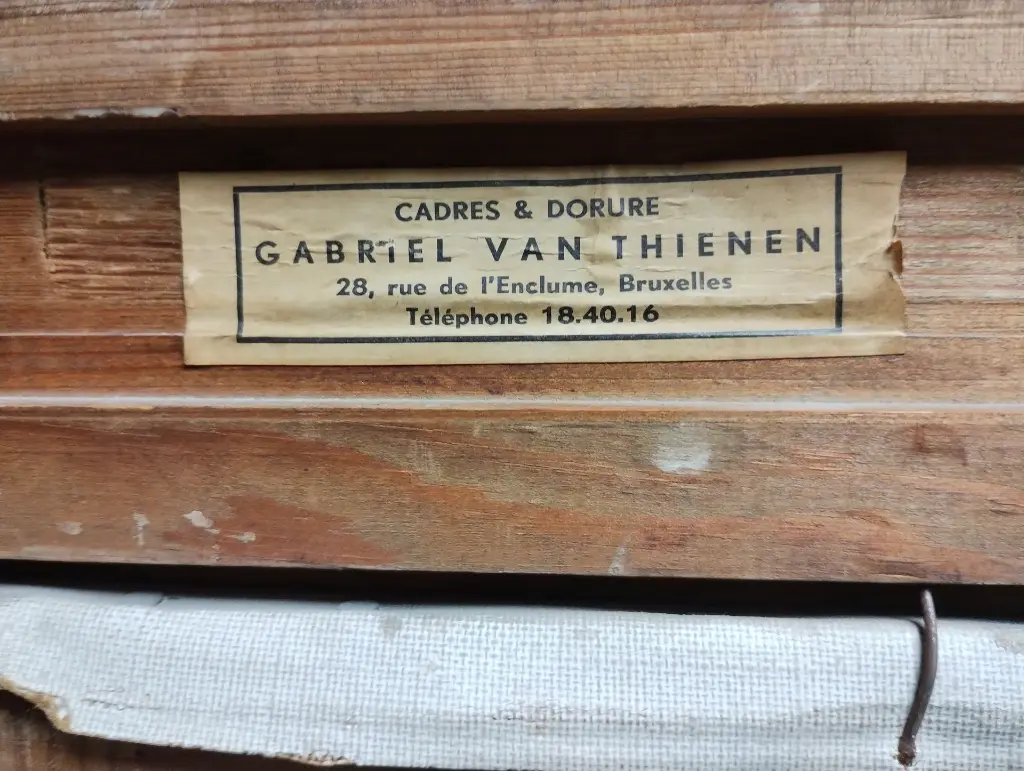 CADRES & DORURE
GABRIEL VAN THIENEN
28, rue de l'Enclume, Bruxelles
Téléphone 18.40.16